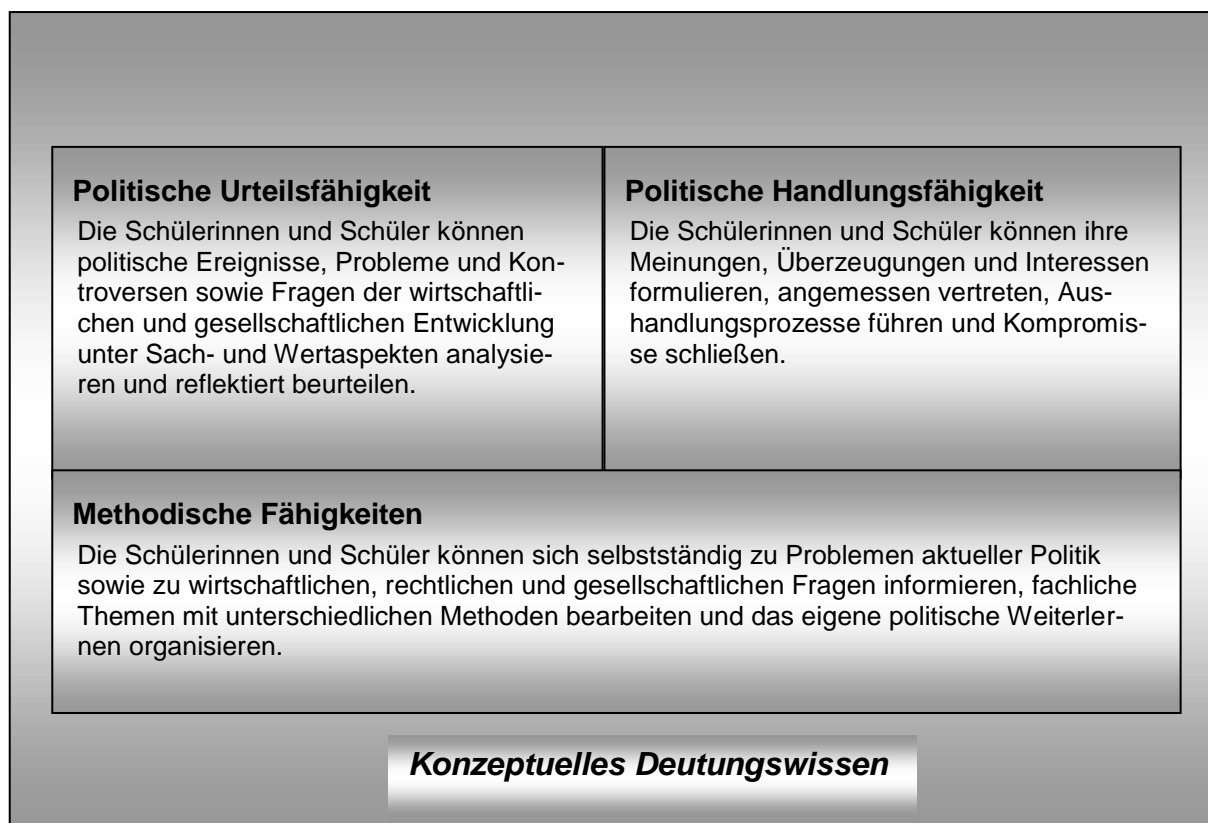 Politische Urteilsfähigkeit
Die Schülerinnen und Schüler können
politische Ereignisse, Probleme und Kon-
troversen sowie Fragen der wirtschaftli-
chen und gesellschaftlichen Entwicklung
unter Sach- und Wertaspekten analysie-
ren und reflektiert beurteilen.
Politische Handlungsfähigkeit
Die Schülerinnen und Schüler können ihre
Meinungen, Überzeugungen und Interessen
formulieren, angemessen vertreten, Aus-
handlungsprozesse führen und Kompromis-
se schließen.
Methodische Fähigkeiten
Die Schülerinnen und Schüler können sich selbstständig zu Problemen aktueller Politik
sowie zu wirtschaftlichen, rechtlichen und gesellschaftlichen Fragen informieren, fachliche
Themen mit unterschiedlichen Methoden bearbeiten und das eigene politische Weiterler-
nen organisieren.
Konzeptuelles Deutungswissen